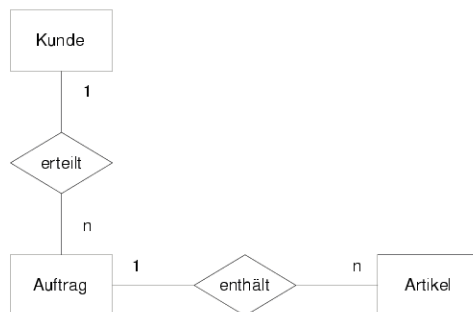 Kunde
1
erteilt
n
Auftrag
1
enthält
n
Artikel